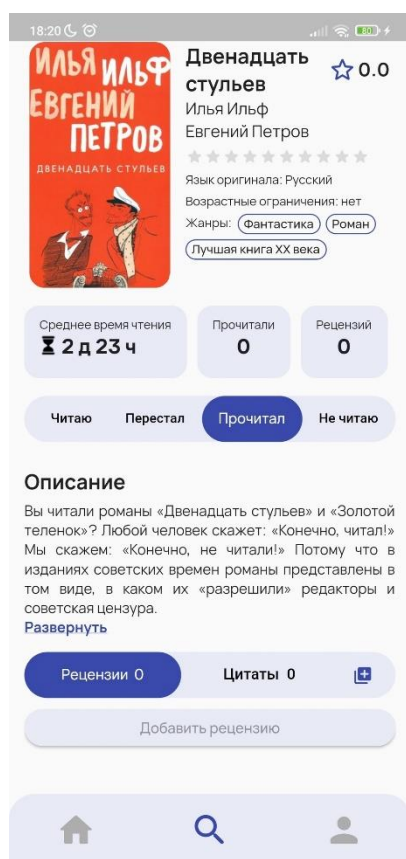 18:20
80
ИЛЬЯ ИЛЬФ
ЕВГЕНИЙ
ПЕТРОВ
ДВЕНАДЦАТЬ СТУЛЬЕВ
Двенадцать
стульев
0.0
Илья Ильф
Евгений Петров
Язык оригинала: Русский
Возрастные ограничения: нет
Жанры: Фантастика Роман
Лучшая книга XX века
Среднее время чтения
2 д 23 ч
Прочитали
0
Рецензий
0
Читаю Перестал Прочитал Не читаю
Описание
Вы читали романы «Двенадцать стульев» и «Золотой
теленок»? Любой человек скажет: «Конечно, читал!»
Мы скажем: «Конечно, не читали!» Потому что в
изданиях советских времен романы представлены в
том виде, в каком их «разрешили» редакторы и
советская цензура.
Развернуть
Рецензии 0 Цитаты 0
Добавить рецензию